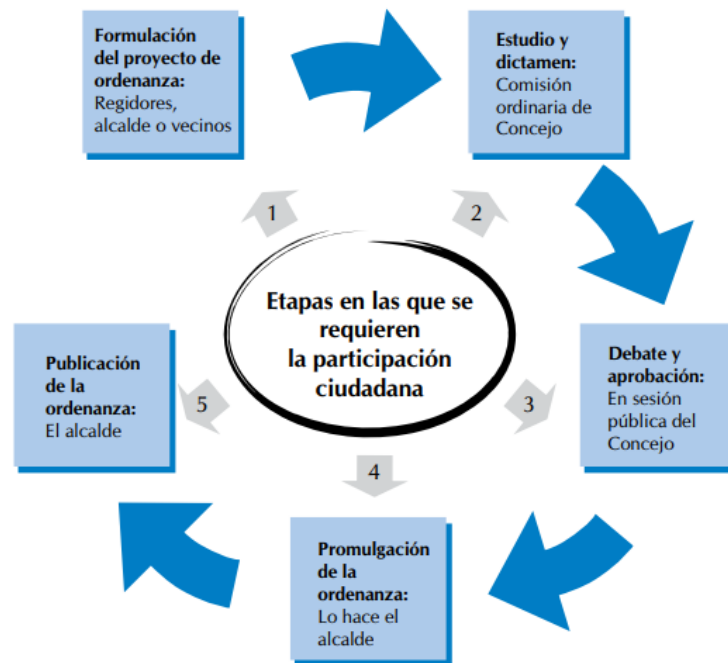 Formulación
del proyecto de
ordenanza:
Regidores,
alcalde o vecinos
Estudio y
dictamen:
Comisión
ordinaria de
Concejo
1
2
Etapas en las que se
requieren
la participación
ciudadana
Debate y
aprobación:
En sesión
pública del
Concejo
3
4
Promulgación
de la
ordenanza:
Lo hace el
alcalde
5
Publicación
de la
ordenanza:
El alcalde